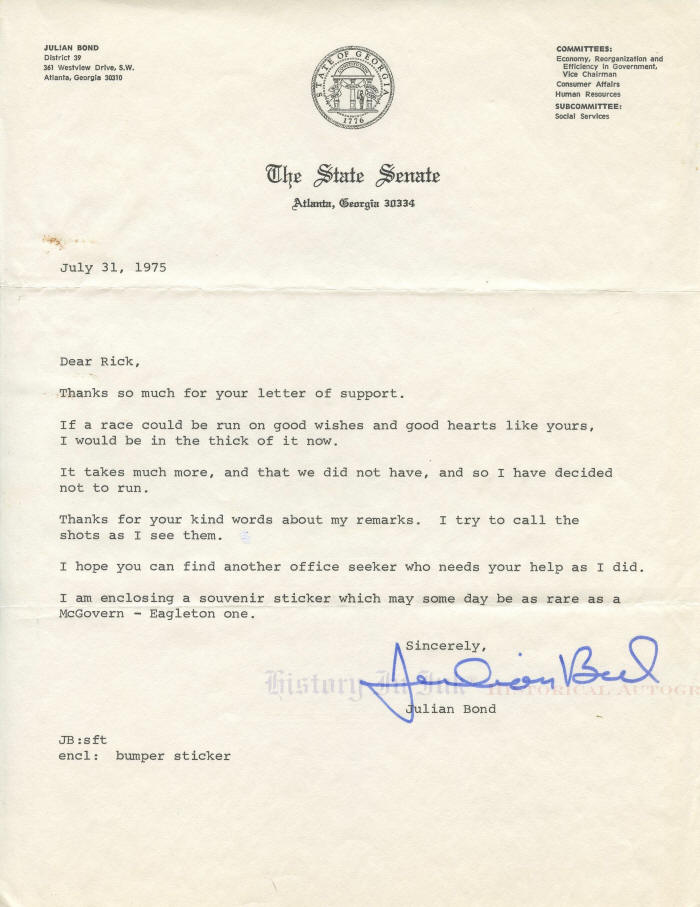 JULIAN BOND
District 39
361 Westview Drive, S.W.
Atlanta, Georgia 30310
STATE OF GEORGIA
1776
COMMITTEES:
Economy, Reorganization and
Efficiency in Government,
Vice Chairman
Consumer Affairs
Human Resources
SUBCOMMITTEE:
Social Services
The State Senate
Atlanta, Georgia 30334
July 31, 1975
Dear Rick,
Thanks so much for your letter of support.
If a race could be run on good wishes and good hearts like yours,
I would be in the thick of it now.
It takes much more, and that we did not have, and so I have decided
not to run.
Thanks for your kind words about my remarks. I try to call the
shots as I see them.
I hope you can find another office seeker who needs your help as I did.
I am enclosing a souvenir sticker which may some day be as rare as a
McGovern - Eagleton one.
Sincerely,
Julian Bond
History In Ink HISTORICAL AUTOGR
Julian Bond
JB:sft
encl: bumper sticker